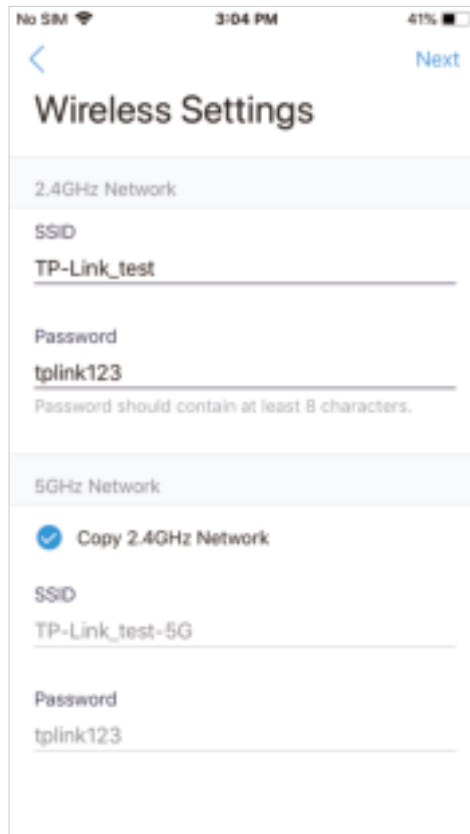 No SIM 3:04 PM 41%
Next
Wireless Settings
2.4GHz Network
SSID
TP-Link_test
Password
tplink123
Password should contain at least 8 characters.
5GHz Network
Copy 2.4GHz Network
SSID
TP-Link_test-5G
Password
tplink123